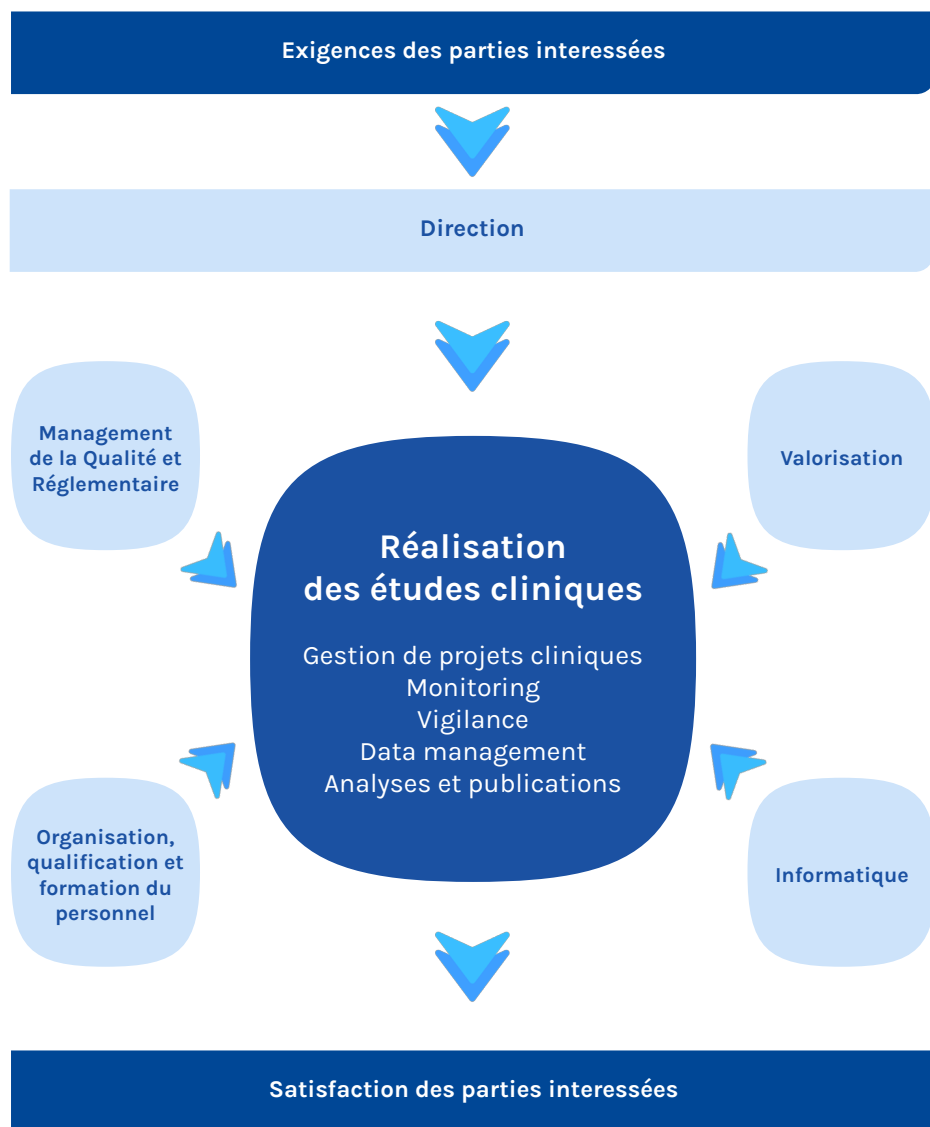 Exigences des parties interessées
Direction
Management
de la Qualité et
Réglementaire
Valorisation
Réalisation
des études cliniques
Gestion de projets cliniques
Monitoring
Vigilance
Data management
Analyses et publications
Organisation,
qualification et
formation du
personnel
Informatique
Satisfaction des parties interessées